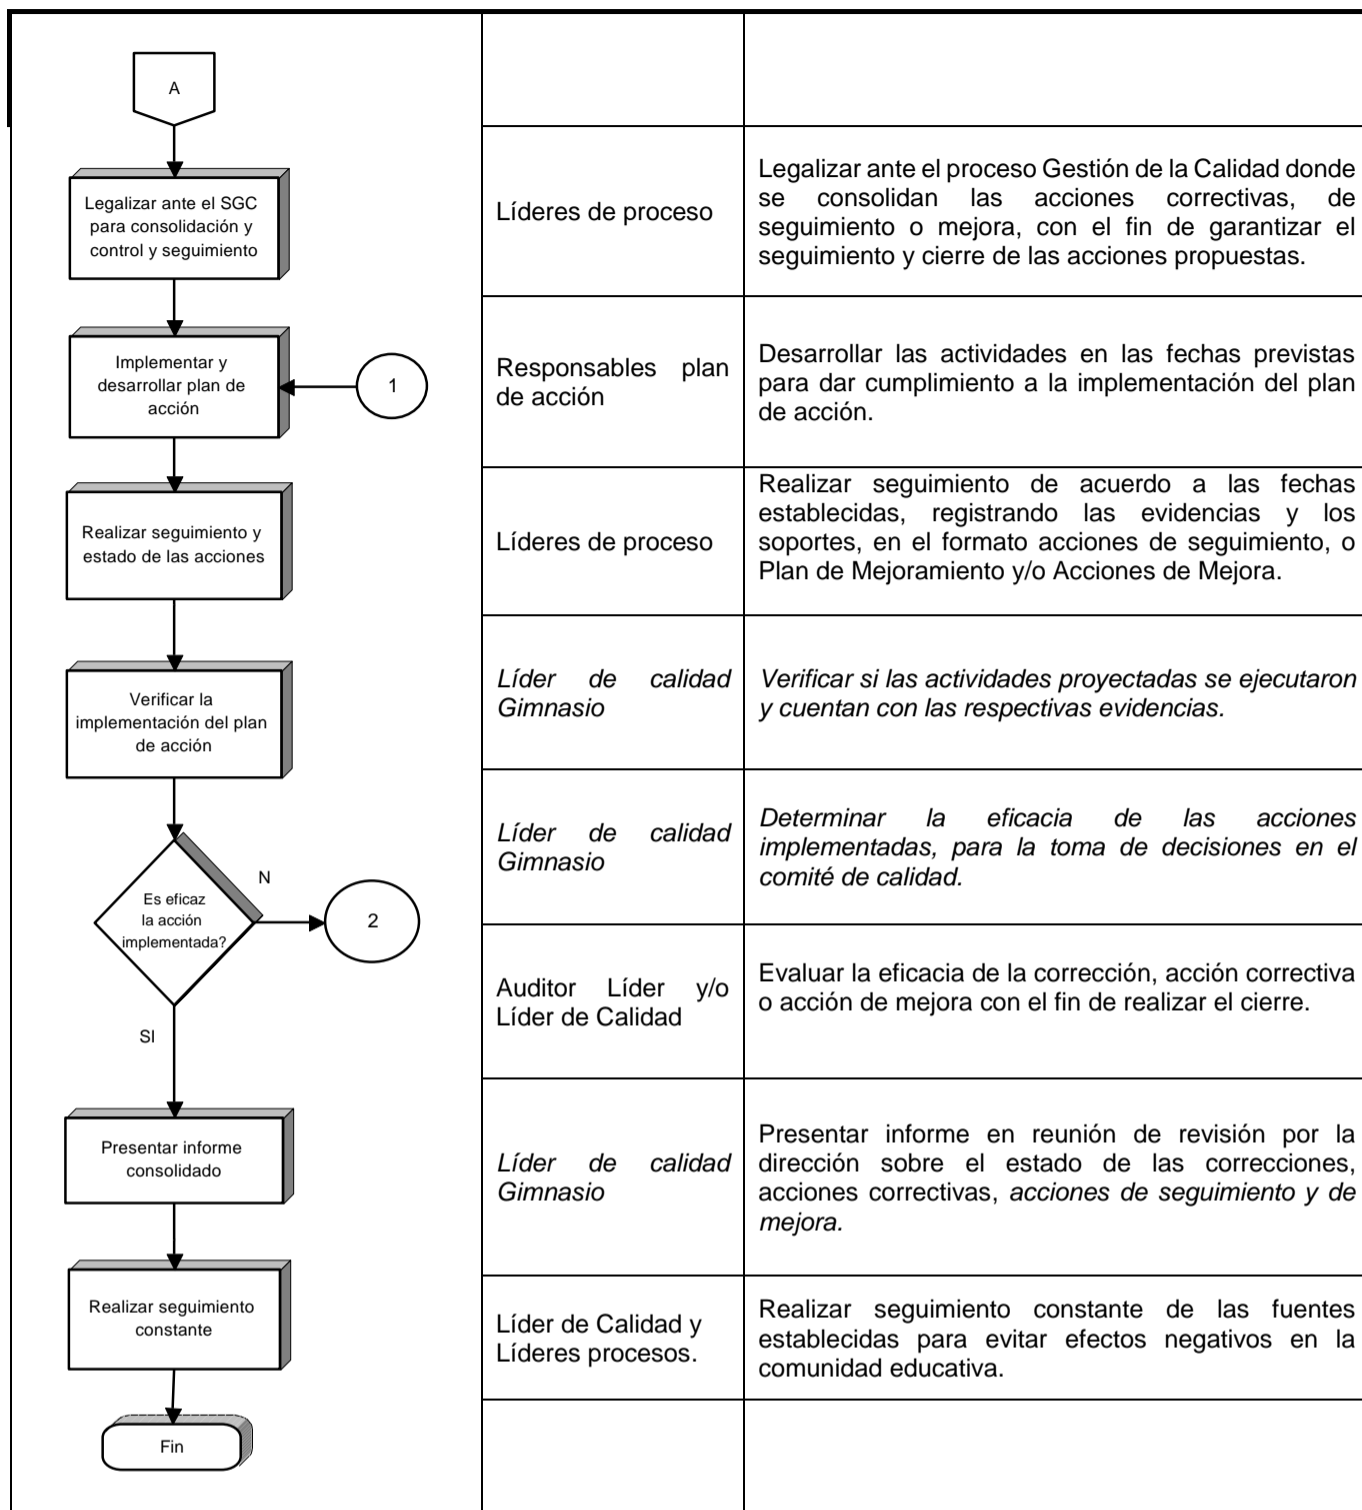 A
Legalizar ante el SGC
para consolidación y
control y seguimiento
Líderes de proceso
Legalizar ante el proceso Gestión de la Calidad donde
se consolidan las acciones correctivas, de
seguimiento o mejora, con el fin de garantizar el
seguimiento y cierre de las acciones propuestas.
Implementar y
desarrollar plan de
acción
1
Responsables plan
de acción
Desarrollar las actividades en las fechas previstas
para dar cumplimiento a la implementación del plan
de acción.
Realizar seguimiento y
estado de las acciones
Líderes de proceso
Realizar seguimiento de acuerdo a las fechas
establecidas, registrando las evidencias y los
soportes, en el formato acciones de seguimiento, o
Plan de Mejoramiento y/o Acciones de Mejora.
Verificar la
implementación del plan
de acción
Líder de calidad
Gimnasio
Verificar si las actividades proyectadas se ejecutaron
y cuentan con las respectivas evidencias.
Es eficaz
la acción
implementada?
N
2
SI
Líder de calidad
Gimnasio
Determinar la eficacia de las acciones
implementadas, para la toma de decisiones en el
comité de calidad.
Auditor Líder y/o
Líder de Calidad
Evaluar la eficacia de la corrección, acción correctiva
o acción de mejora con el fin de realizar el cierre.
Presentar informe
consolidado
Líder de calidad
Gimnasio
Presentar informe en reunión de revisión por la
dirección sobre el estado de las correcciones,
acciones correctivas, acciones de seguimiento y de
mejora.
Realizar seguimiento
constante
Líder de Calidad y
Líderes procesos.
Realizar seguimiento constante de las fuentes
establecidas para evitar efectos negativos en la
comunidad educativa.
Fin